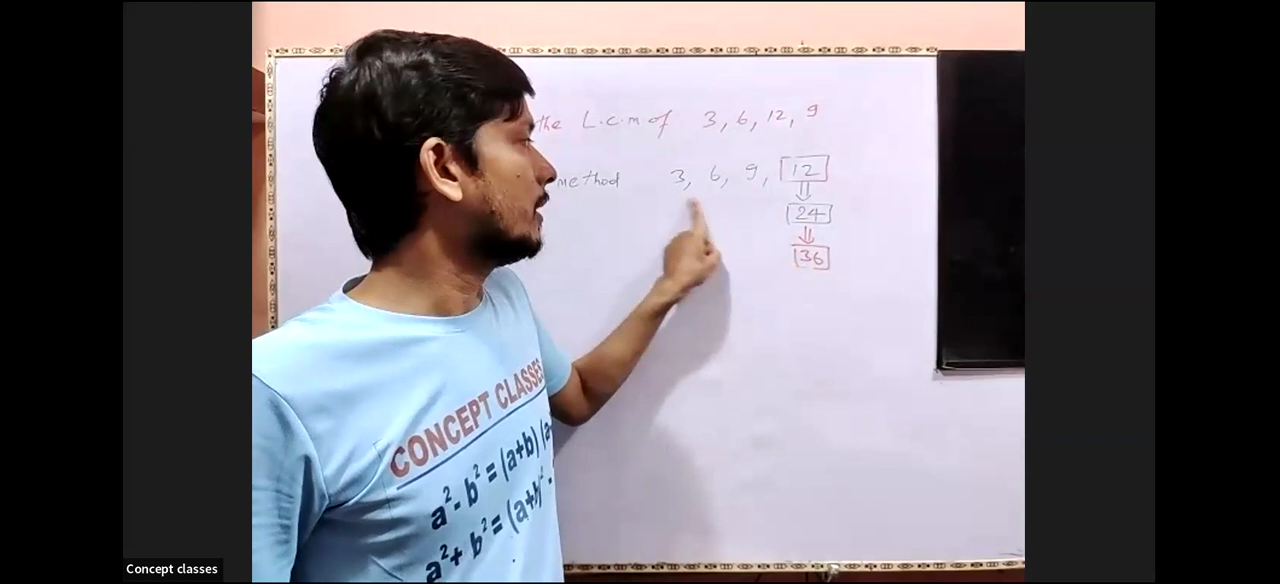 the L.C.M of 3, 6, 12, 9
method 3, 6, 9, 12
24
36
CONCEPT CLASSES
a² - b² = (a+b) (a-
a² + b² = (a+b)² -
Concept classes